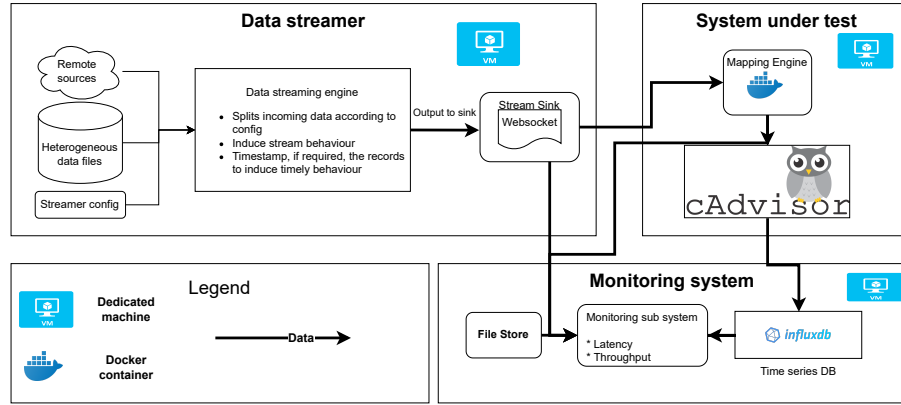 Data streamer
Remote
sources
Heterogeneous
data files
Streamer config
Data streaming engine
• Splits incoming data according to
config
• Induce stream behaviour
• Timestamp, if required, the records
to induce timely behaviour
Output to sink
Stream Sink
Websocket
VM
System under test
Mapping Engine
VM
cAdvisor
Legend
VM
Dedicated
machine
Docker
container
Data
Monitoring system
VM
File Store
Monitoring sub system
* Latency
* Throughput
influxdb
Time series DB